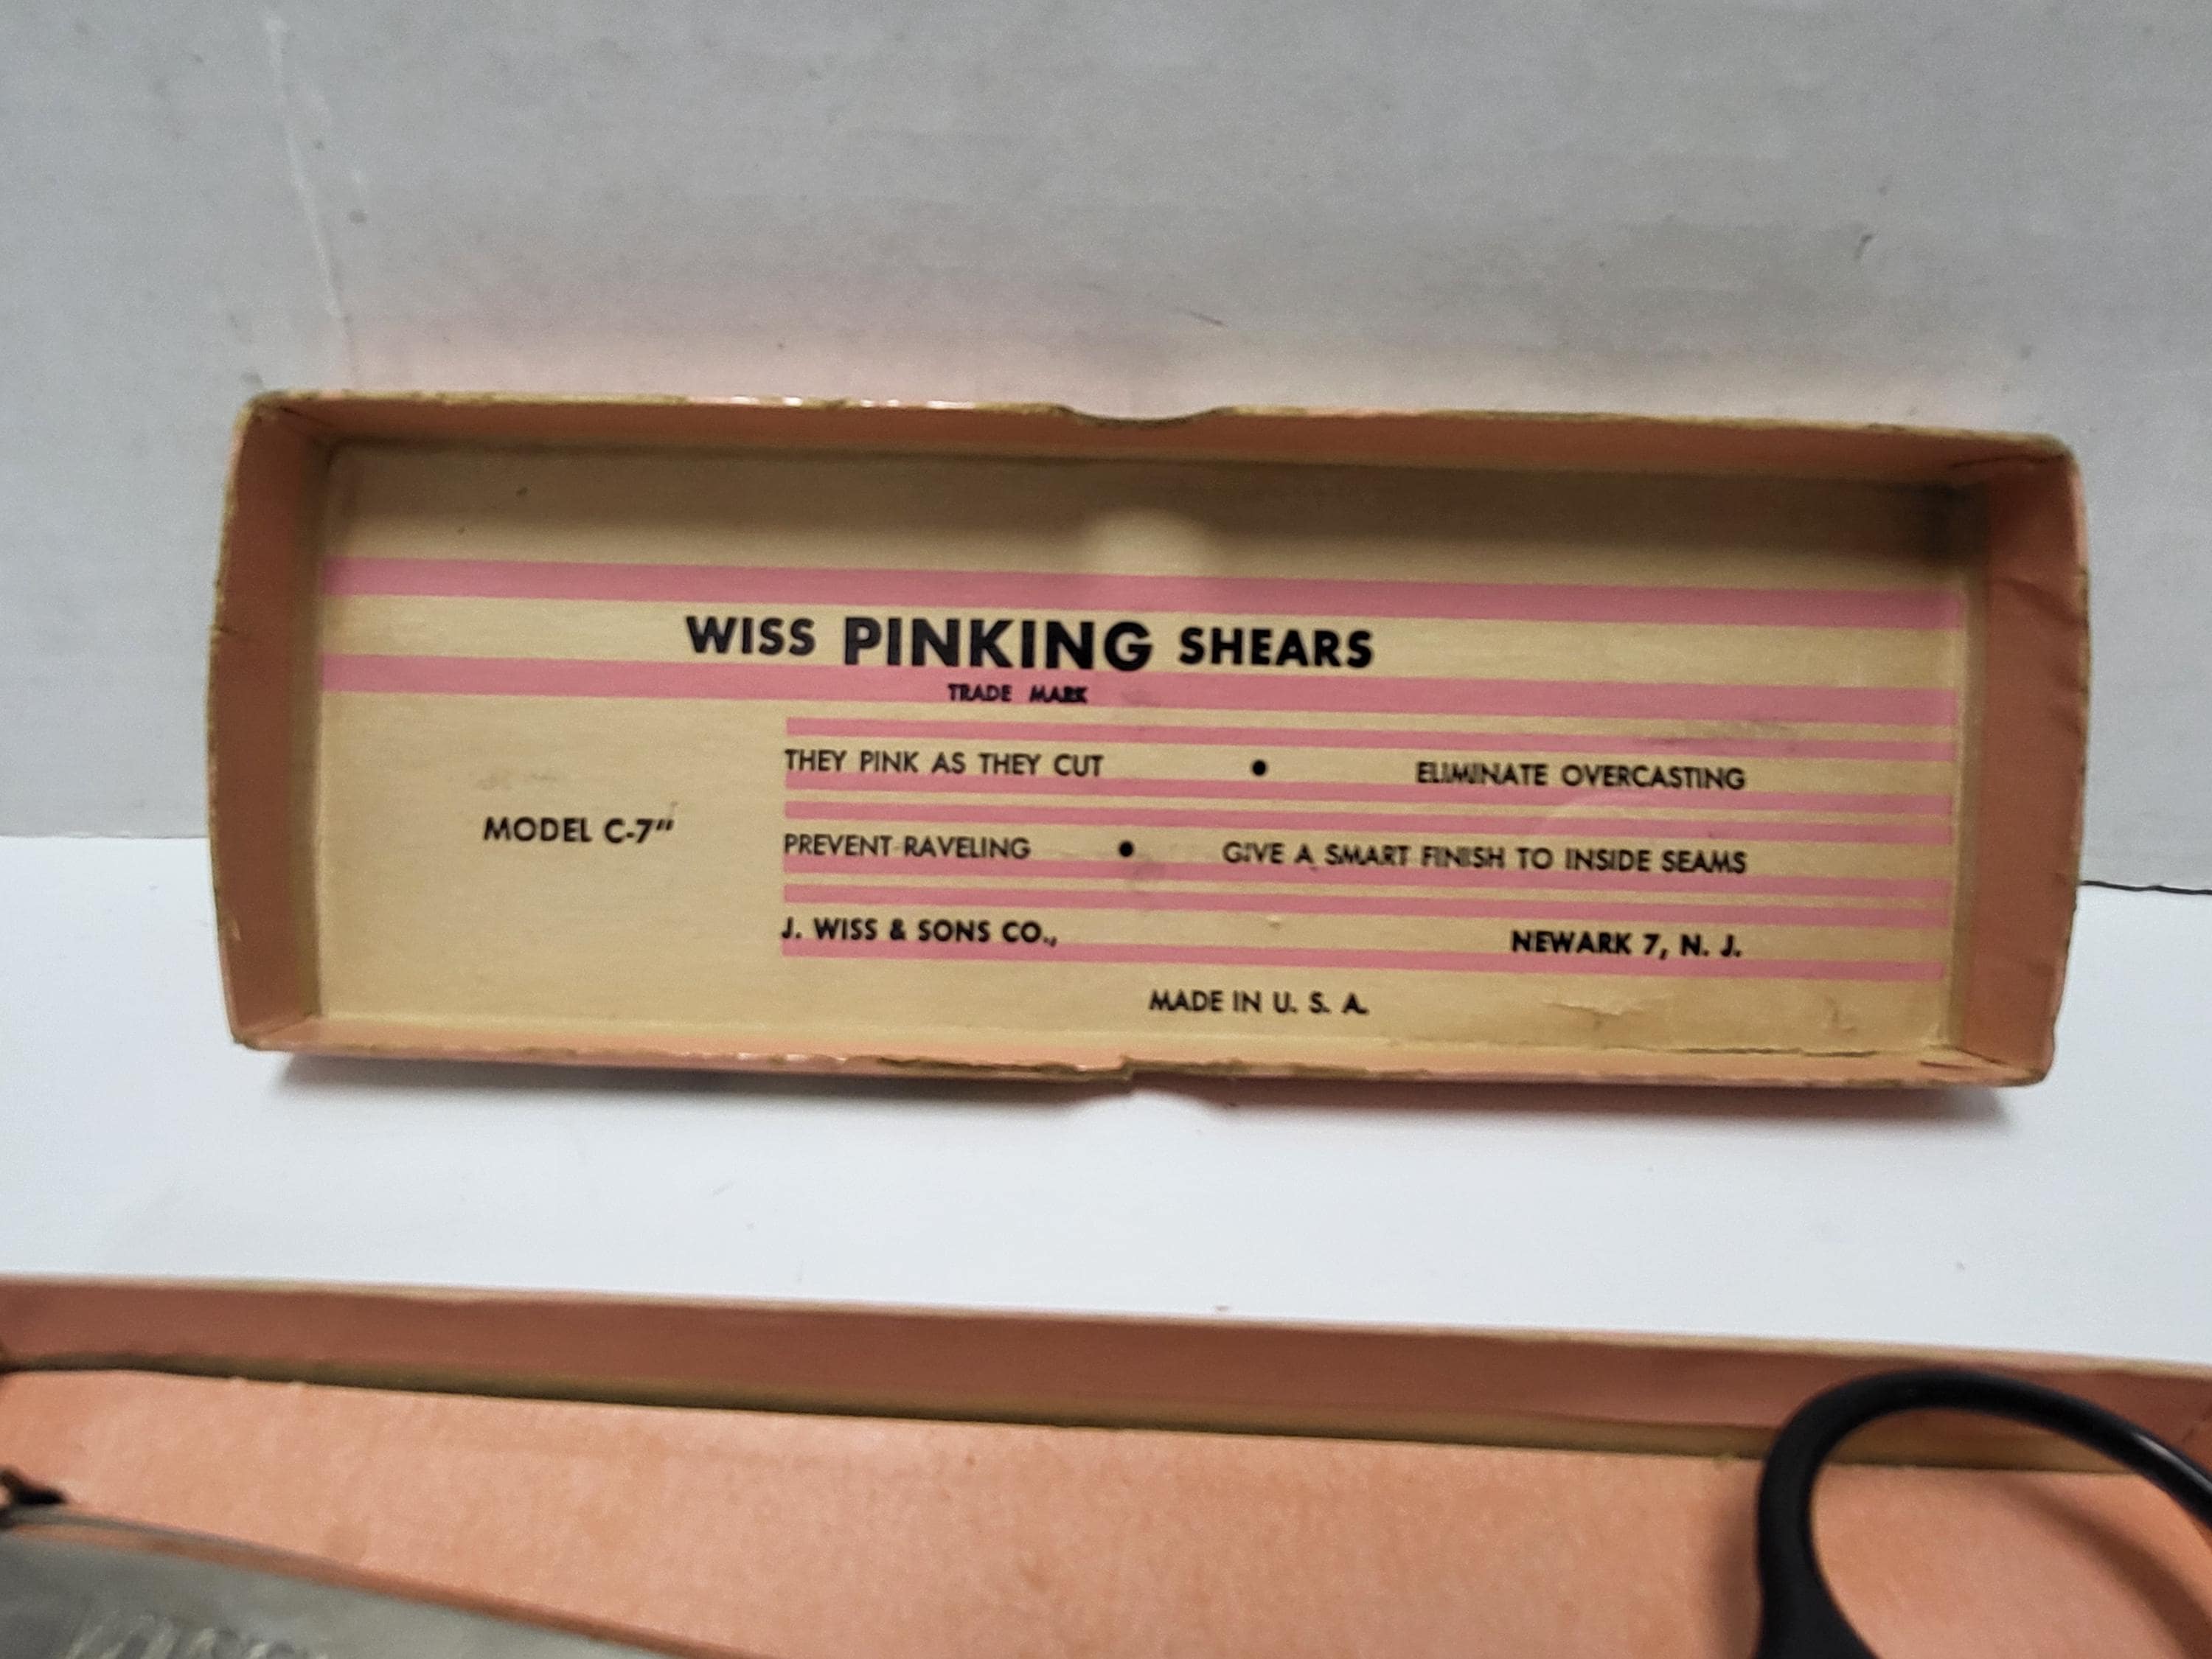 WISS PINKING SHEARS
TRADE MARK
THEY PINK AS THEY CUT • ELIMINATE OVERCASTING
MODEL C-7"
PREVENT RAVELING • GIVE A SMART FINISH TO INSIDE SEAMS
J. WISS & SONS CO., NEWARK 7, N. J.
MADE IN U. S. A.